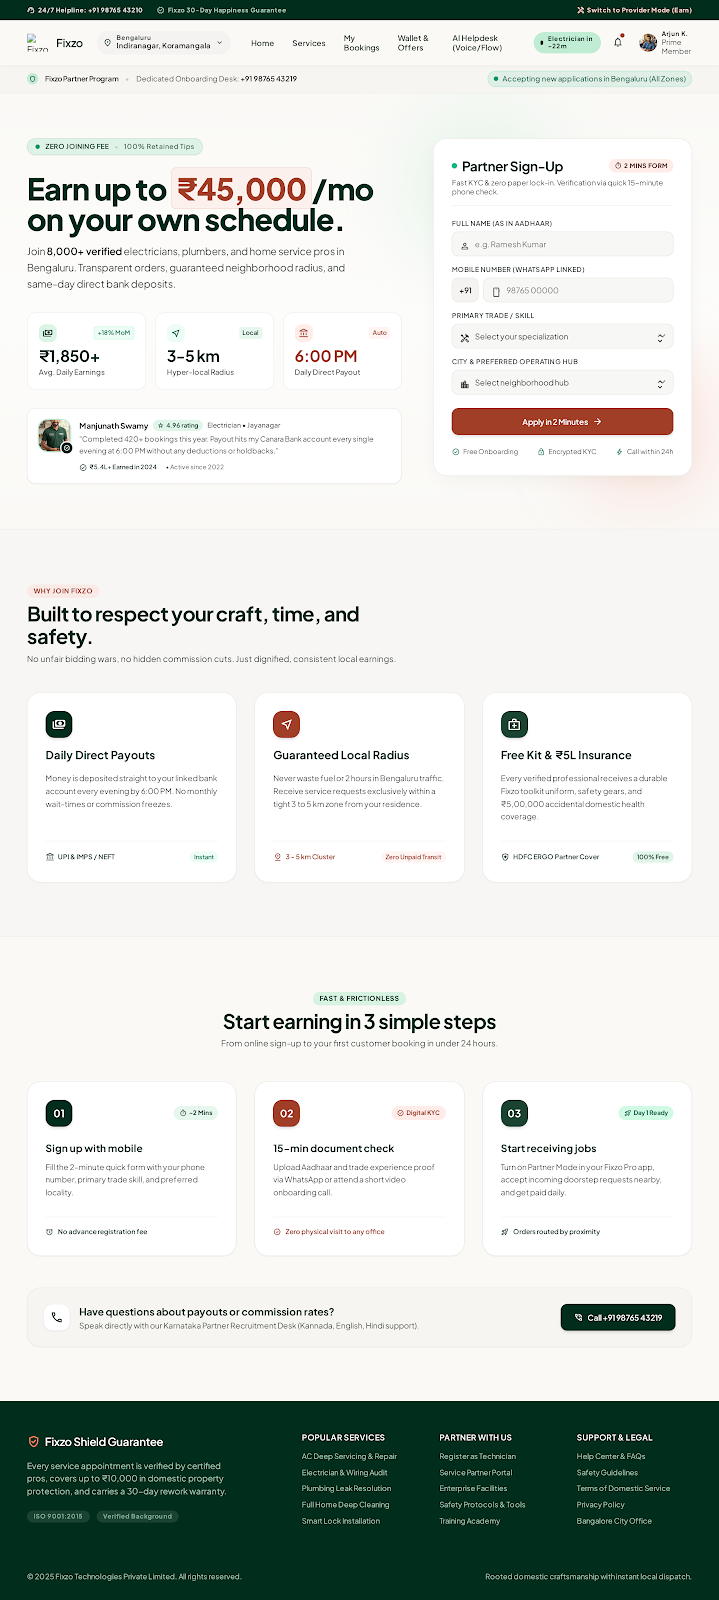 24/7 Helpline: +91 98765 43210
Fixzo 30-Day Happiness Guarantee
Switch to Provider Mode (Earn)
Fixzo
Fixzo
Bengaluru
Indiranagar, Koramangala
Home
Services
My
Bookings
Wallet &
Offers
AI Helpdesk
(Voice/Flow)
Electrician in
~22m
Arjun K.
Prime
Member
Fixzo Partner Program • Dedicated Onboarding Desk: +91 98765 43219
Accepting new applications in Bengaluru (All Zones)
ZERO JOINING FEE • 100% Retained Tips
Earn up to ₹45,000 /mo
on your own schedule.
Join 8,000+ verified electricians, plumbers, and home service pros in
Bengaluru. Transparent orders, guaranteed neighborhood radius, and
same-day direct bank deposits.
+18% MoM
₹1,850+
Avg. Daily Earnings
Local
3–5 km
Hyper-local Radius
Auto
6:00 PM
Daily Direct Payout
Manjunath Swamy
4.96 rating
Electrician • Jayanagar
"Completed 420+ bookings this year. Payout hits my Canara Bank account every single
evening at 6:00 PM without any deductions or holdbacks."
₹5.4L+ Earned in 2024
• Active since 2022
Partner Sign-Up
2 MINS FORM
Fast KYC & zero paper lock-in. Verification via quick 15-minute
phone check.
FULL NAME (AS IN AADHAAR)
e.g. Ramesh Kumar
MOBILE NUMBER (WHATSAPP LINKED)
+91
98765 00000
PRIMARY TRADE / SKILL
Select your specialization
CITY & PREFERRED OPERATING HUB
Select neighborhood hub
Apply in 2 Minutes →
Free Onboarding
Encrypted KYC
Call within 24h
WHY JOIN FIXZO
Built to respect your craft, time, and
safety.
No unfair bidding wars, no hidden commission cuts. Just dignified, consistent local earnings.
Daily Direct Payouts
Money is deposited straight to your linked bank
account every evening by 6:00 PM. No monthly
wait-times or commission freezes.
UPI & IMPS / NEFT
Instant
Guaranteed Local Radius
Never waste fuel or 2 hours in Bengaluru traffic.
Receive service requests exclusively within a
tight 3 to 5 km zone from your residence.
3 - 5 km Cluster
Zero Unpaid Transit
Free Kit & ₹5L Insurance
Every verified professional receives a durable
Fixzo toolkit uniform, safety gears, and
₹5,00,000 accidental domestic health
coverage.
HDFC ERGO Partner Cover
100% Free
FAST & FRICTIONLESS
Start earning in 3 simple steps
From online sign-up to your first customer booking in under 24 hours.
01
~2 Mins
Sign up with mobile
Fill the 2-minute quick form with your phone
number, primary trade skill, and preferred
locality.
No advance registration fee
02
Digital KYC
15-min document check
Upload Aadhaar and trade experience proof
via WhatsApp or attend a short video
onboarding call.
Zero physical visit to any office
03
Day 1 Ready
Start receiving jobs
Turn on Partner Mode in your Fixzo Pro app,
accept incoming doorstep requests nearby,
and get paid daily.
Orders routed by proximity
Have questions about payouts or commission rates?
Speak directly with our Karnataka Partner Recruitment Desk (Kannada, English, Hindi support).
Call +91 98765 43219
Fixzo Shield Guarantee
Every service appointment is verified by certified
pros, covers up to ₹10,000 in domestic property
protection, and carries a 30-day rework warranty.
ISO 9001:2015
Verified Background
POPULAR SERVICES
AC Deep Servicing & Repair
Electrician & Wiring Audit
Plumbing Leak Resolution
Full Home Deep Cleaning
Smart Lock Installation
PARTNER WITH US
Register as Technician
Service Partner Portal
Enterprise Facilities
Safety Protocols & Tools
Training Academy
SUPPORT & LEGAL
Help Center & FAQs
Safety Guidelines
Terms of Domestic Service
Privacy Policy
Bangalore City Office
© 2025 Fixzo Technologies Private Limited. All rights reserved.
Rooted domestic craftsmanship with instant local dispatch.